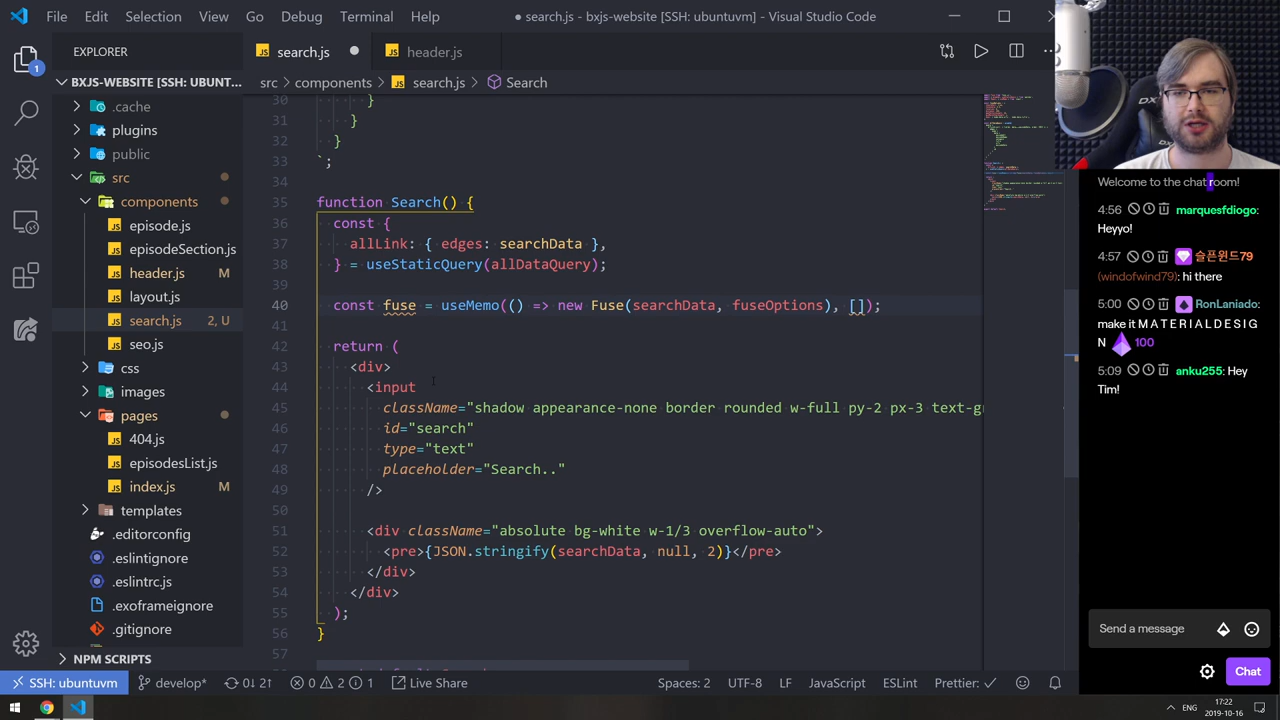 File Edit Selection View Go Debug Terminal Help
● search.js - bxjs-website [SSH: ubuntuvm] - Visual Studio Code
EXPLORER
JS search.js ●
JS header.js
BXJS-WEBSITE [SSH: UBUNT...
.cache
plugins
public
src
components
episode.js
episodeSection.js
header.js M
layout.js
search.js 2, U
seo.js
css
images
pages
404.js
episodesList.js
index.js M
templates
.editorconfig
.eslintignore
.eslintrc.js
.exoframeignore
.gitignore
NPM SCRIPTS
src > components > JS search.js > Search
30 }
31 }
32 }
33 `;
34
35 function Search() {
36 const {
37 allLink: { edges: searchData },
38 } = useStaticQuery(allDataQuery);
39
40 const fuse = useMemo(() => new Fuse(searchData, fuseOptions), []);
41
42 return (
43 <div>
44 <input
45 className="shadow appearance-none border rounded w-full py-2 px-3 text-gr
46 id="search"
47 type="text"
48 placeholder="Search.."
49 />
50
51 <div className="absolute bg-white w-1/3 overflow-auto">
52 <pre>{JSON.stringify(searchData, null, 2)}</pre>
53 </div>
54 </div>
55 );
56 }
57
Welcome to the chat room!
4:56 marquesfdiogo:
Heyyo!
4:57 슬픈윈드79
(windofwind79): hi there
5:00 RonLaniado:
make it M A T E R I A L D E S I G
N 100
5:09 anku255: Hey
Tim!
Send a message
Chat
SSH: ubuntuvm develop* 0↓ 2↑ 0 2 1 Live Share Spaces: 2 UTF-8 LF JavaScript ESLint Prettier: ✓
ENG 17:22
2019-10-16